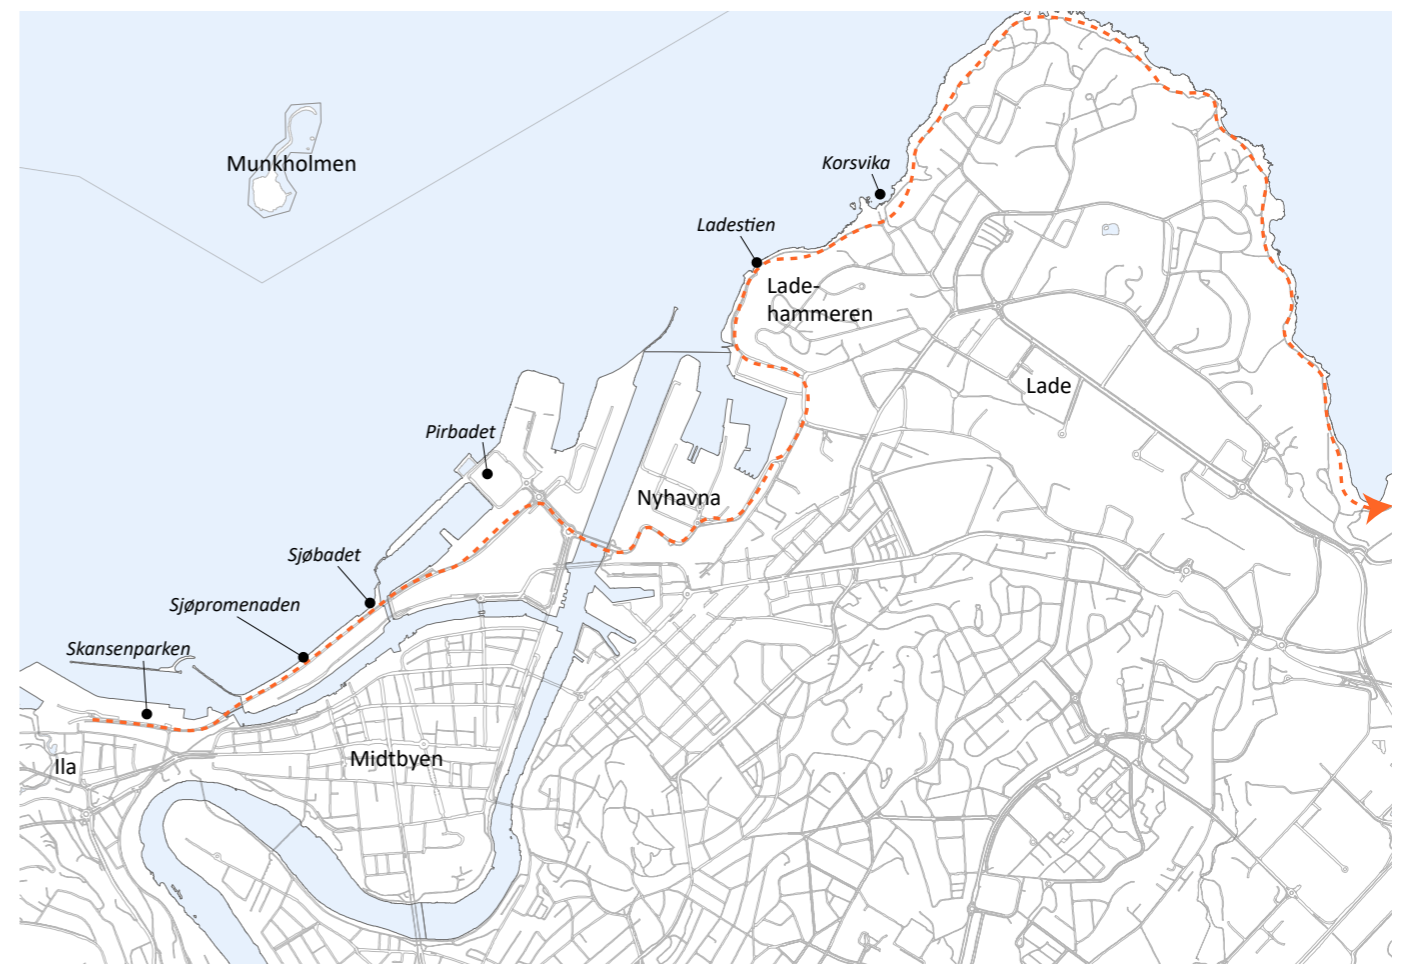 Munkholmen
Korsvika
Ladestien
Lade-
hammeren
Lade
Pirbadet
Nyhavna
Sjøbadet
Sjøpromenaden
Skansenparken
Ila
Midtbyen